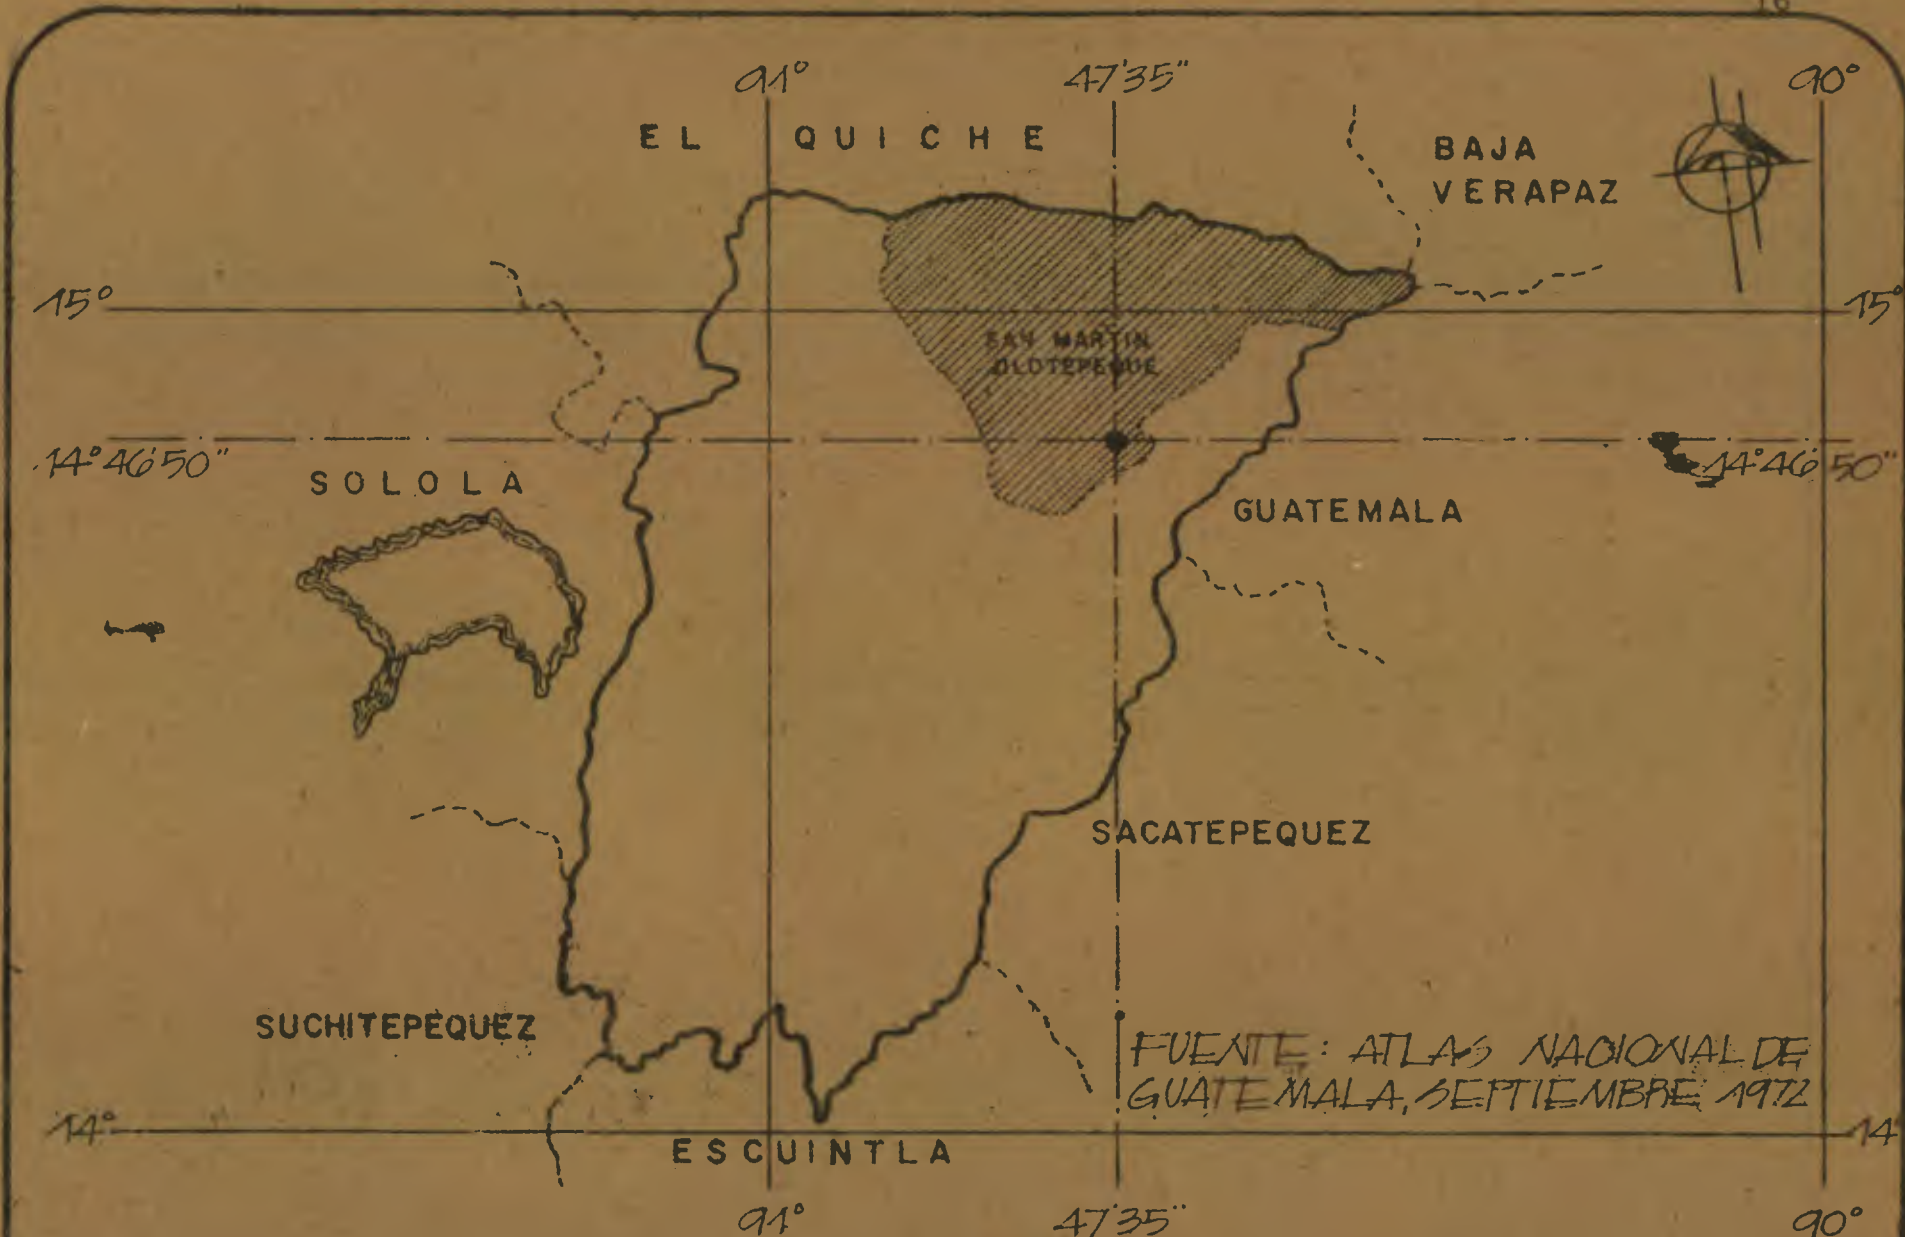 16
91°
47'35"
90°
EL QUICHE
BAJA
VERAPAZ
15°
15°
SAN MARTIN
JILOTEPEQUE
14°46'50"
14°46'50"
SOLOLA
GUATEMALA
SACATEPEQUEZ
SUCHITEPEQUEZ
FUENTE: ATLAS NACIONAL DE
GUATEMALA, SEPTIEMBRE 1972
14°
14°
ESCUINTLA
91°
47'35"
90°